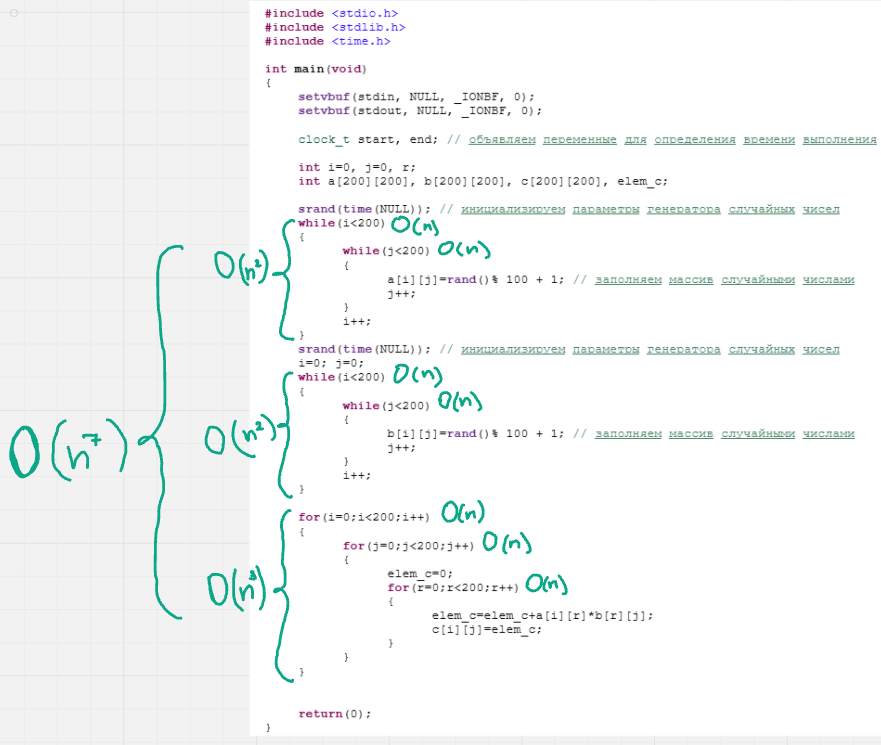 #include <stdio.h>
#include <stdlib.h>
#include <time.h>
int main(void)
{
setvbuf(stdin, NULL, _IONBF, 0);
setvbuf(stdout, NULL, _IONBF, 0);
clock_t start, end; // объявляем переменные для определения времени выполнения
int i=0, j=0, r;
int a[200][200], b[200][200], c[200][200], elem_c;
srand(time(NULL)); // инициализируем параметры генератора случайных чисел
while(i<200) O(n)
{
while(j<200) O(n)
O(n²)
{
a[i][j]=rand()% 100 + 1; // заполняем массив случайными числами
j++;
}
i++;
}
srand(time(NULL)); // инициализируем параметры генератора случайных чисел
i=0; j=0;
while(i<200) O(n)
{
while(j<200) O(n)
{
O(n⁷) O(n²) b[i][j]=rand()% 100 + 1; // заполняем массив случайными числами
j++;
}
i++;
}
for(i=0;i<200;i++) O(n)
{
for(j=0;j<200;j++) O(n)
{
elem_c=0;
O(n³) for(r=0;r<200;r++) O(n)
{
elem_c=elem_c+a[i][r]*b[r][j];
c[i][j]=elem_c;
}
}
}
return(0);
}